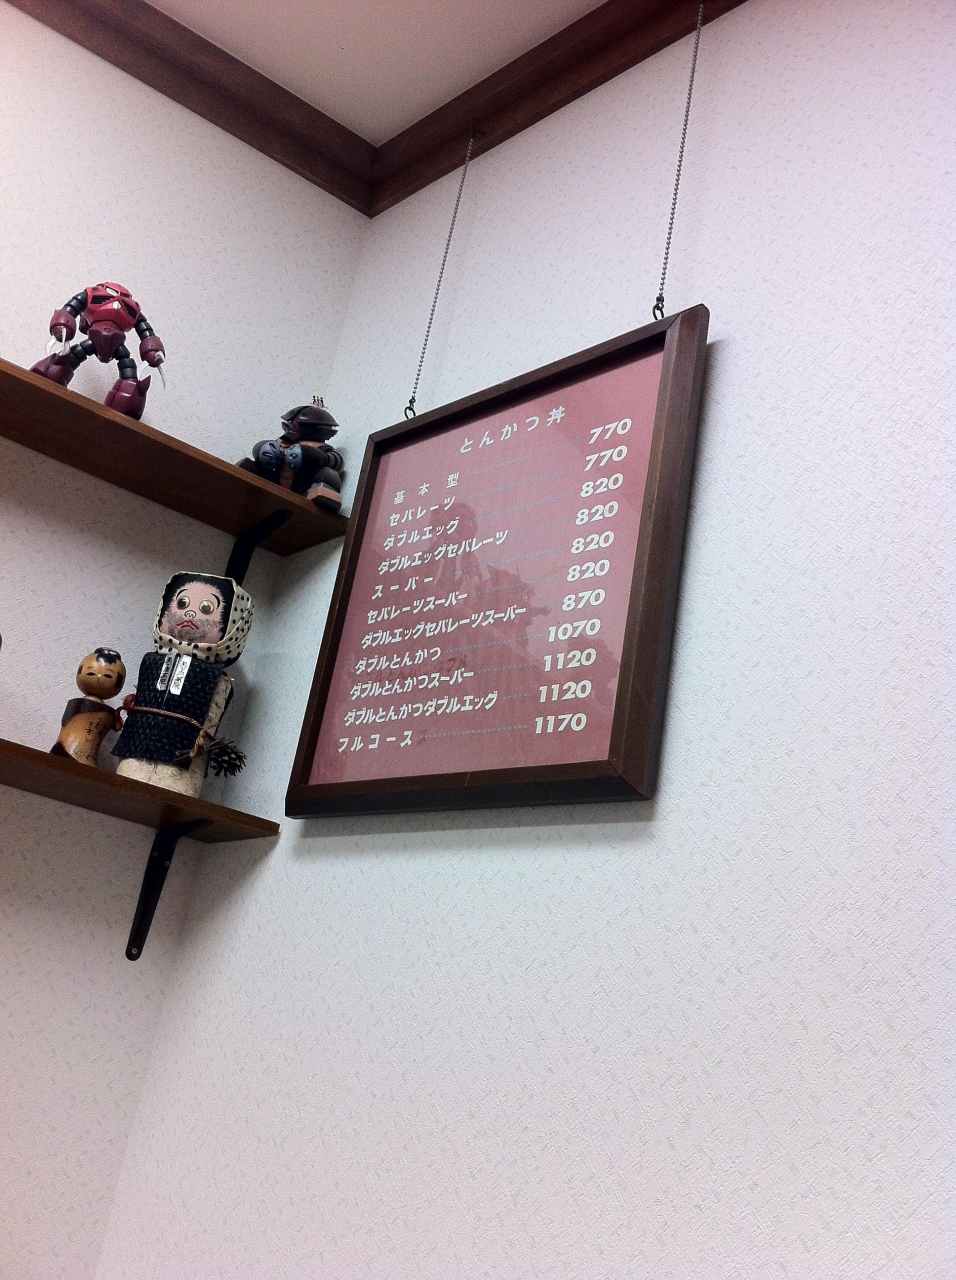 とんかつ丼
基本型 770
セパレーツ 770
ダブルエッグ 820
ダブルエッグセパレーツ 820
スーパー 820
セパレーツスーパー 820
ダブルエッグセパレーツスーパー 870
ダブルとんかつ 1070
ダブルとんかつスーパー 1120
ダブルとんかつダブルエッグ 1120
フルコース 1170